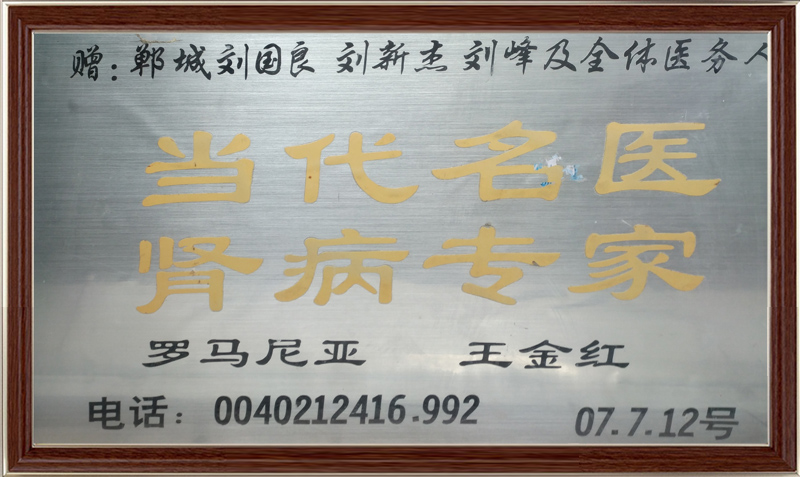 赠：郸城刘国良 刘新杰 刘峰及全体医务人
当代名医
肾病专家
罗马尼亚 王金红
电话：0040212416.992
07.7.12号